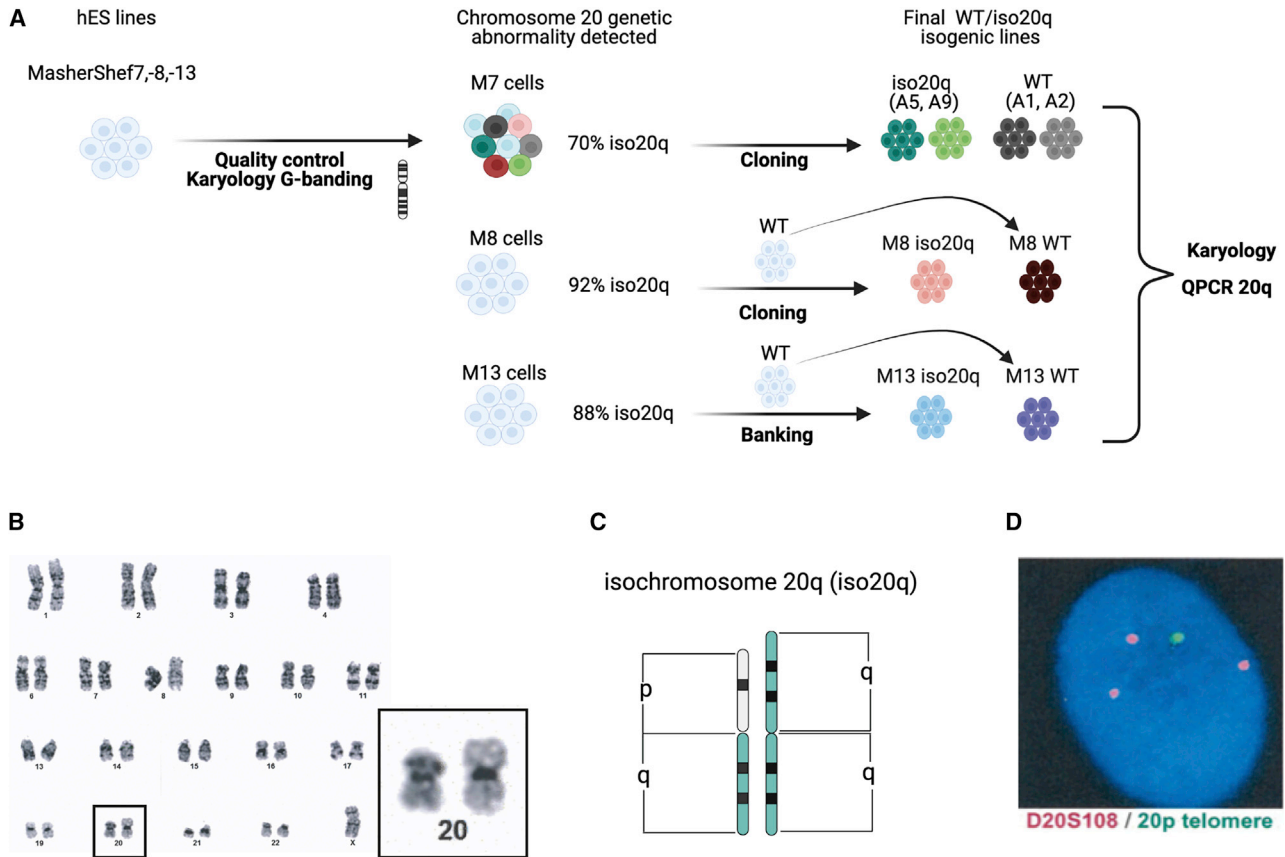 A
hES lines
Chromosome 20 genetic
abnormality detected
Final WT/iso20q
isogenic lines
MasherShef7,-8,-13
Quality control
Karyology G-banding
M7 cells
70% iso20q
Cloning
iso20q
(A5, A9)
WT
(A1, A2)
M8 cells
92% iso20q
WT
Cloning
M8 iso20q
M8 WT
M13 cells
88% iso20q
WT
Banking
M13 iso20q
M13 WT
Karyology
QPCR 20q
B
1 2 3 4
6 7 8 9 10 11
13 14 15 16 17
19 20 21 22 X
20
C
isochromosome 20q (iso20q)
p
q
q
q
D
D20S108 / 20p telomere